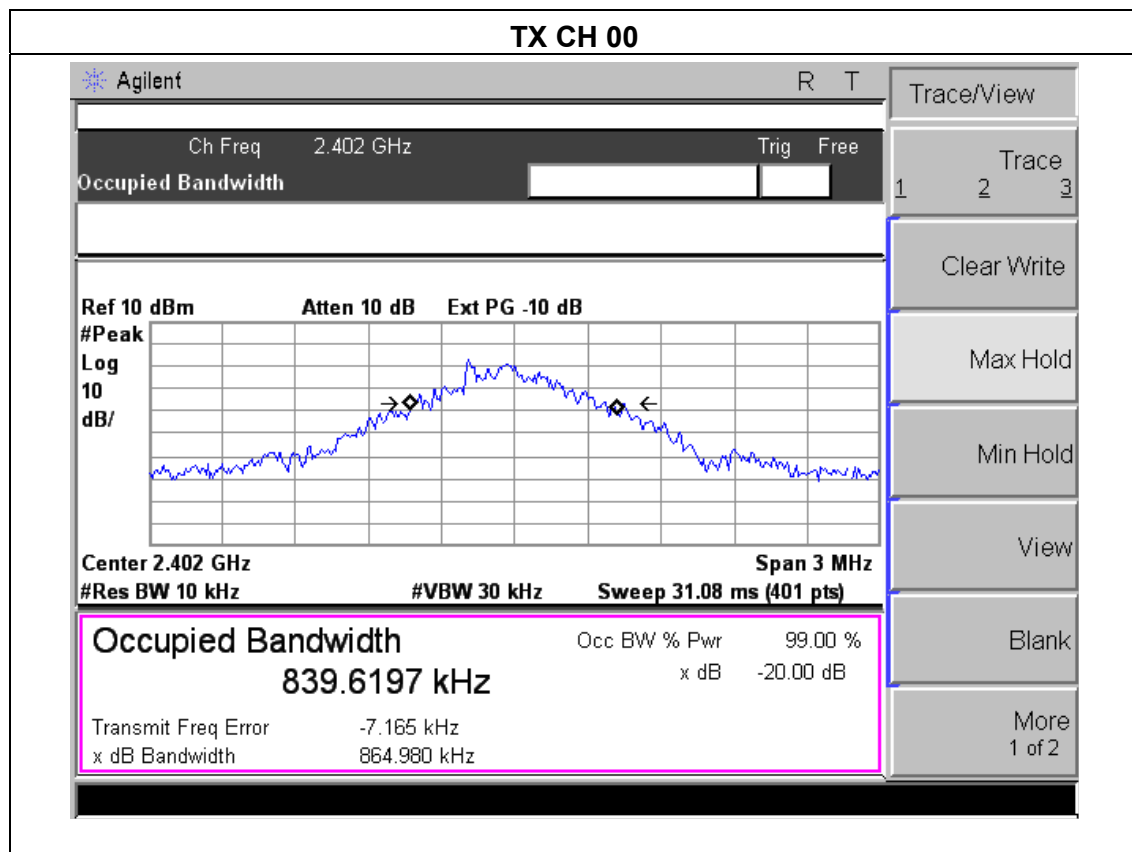 TX CH 00
Agilent R T
Trace/View
Ch Freq 2.402 GHz Trig Free
Occupied Bandwidth
Trace
1 2 3
Clear Write
Ref 10 dBm Atten 10 dB Ext PG -10 dB
#Peak
Log
10
dB/
Max Hold
Min Hold
View
Center 2.402 GHz Span 3 MHz
#Res BW 10 kHz #VBW 30 kHz Sweep 31.08 ms (401 pts)
Occupied Bandwidth Occ BW % Pwr 99.00 %
839.6197 kHz x dB -20.00 dB
Blank
Transmit Freq Error -7.165 kHz
x dB Bandwidth 864.980 kHz
More
1 of 2